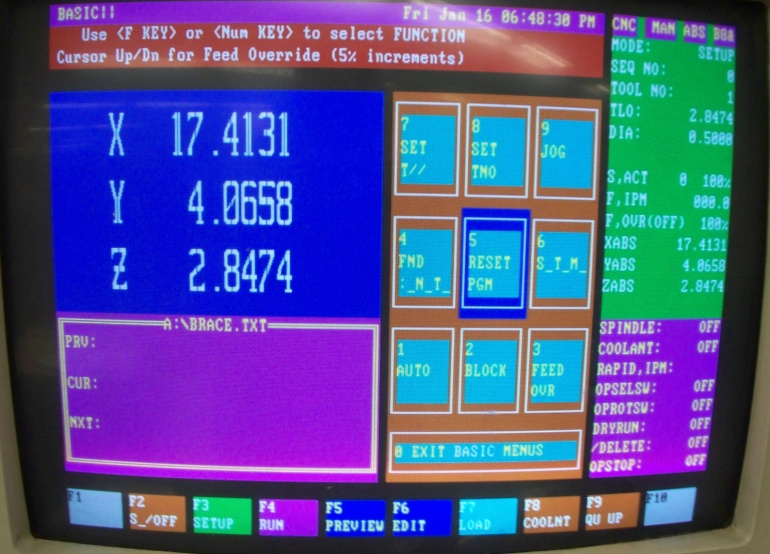 BASIC!! Fri Jan 16 06:48:30 PM
Use <F KEY> or <Num KEY> to select FUNCTION
Cursor Up/Dn for Feed Override (5% increments)
CNC MAN ABS
MODE: SETUP
SEQ NO: 0
TOOL NO: 1
TLO: 2.8474
DIA: 0.5000
S,ACT 0 100%
F,IPM 000.0
F,OVR(OFF) 100%
XABS 17.4131
YABS 4.0658
ZABS 2.8474
X 17.4131
Y 4.0658
Z 2.8474
7
SET
T//
8
SET
TNO
9
JOG
4
FND
:_N_T_
5
RESET
PGM
6
S_T_M_
1
AUTO
2
BLOCK
3
FEED
OVR
0 EXIT BASIC MENUS
A:\BRACE.TXT
PRV:
CUR:
NXT:
SPINDLE: OFF
COOLANT: OFF
RAPID,IPM:
OPSELSW: OFF
OPROTSW: OFF
DRYRUN: OFF
/DELETE: OFF
OPSTOP: OFF
F1
F2
S_/OFF
F3
SETUP
F4
RUN
F5
PREVIEW
F6
EDIT
F7
LOAD
F8
COOLNT
F9
QU UP
F10